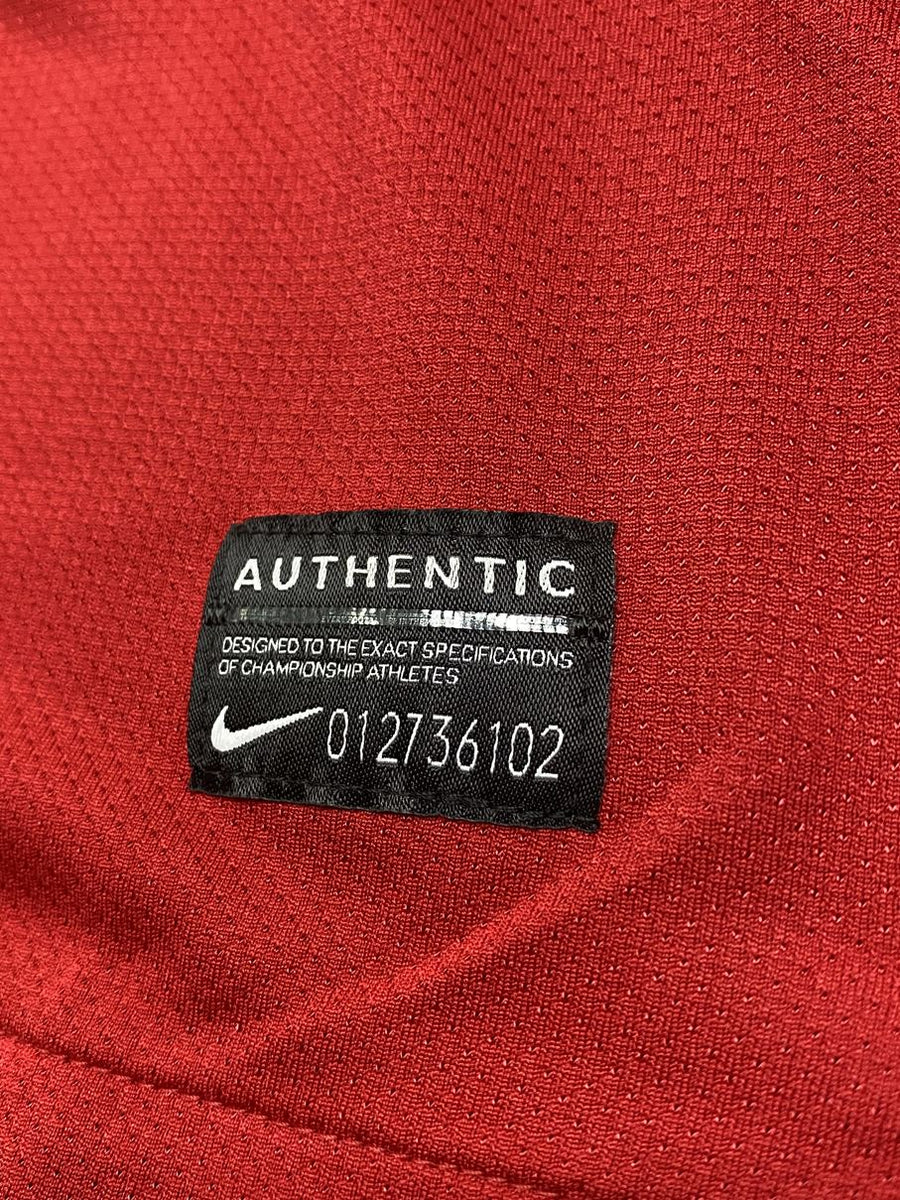 AUTHENTIC
DESIGNED TO THE EXACT SPECIFICATIONS
OF CHAMPIONSHIP ATHLETES
012736102